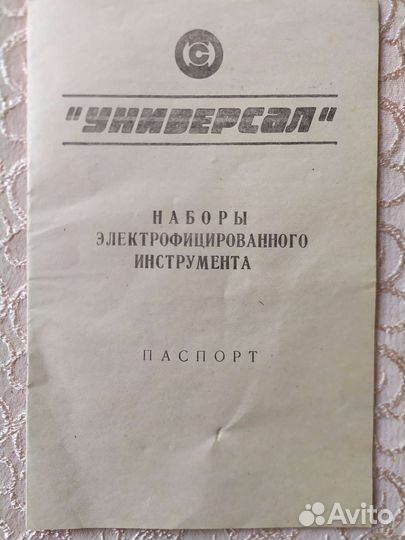 С
"УНИВЕРСАЛ"
НАБОРЫ
ЭЛЕКТРОФИЦИРОВАННОГО
ИНСТРУМЕНТА
ПАСПОРТ
Avito